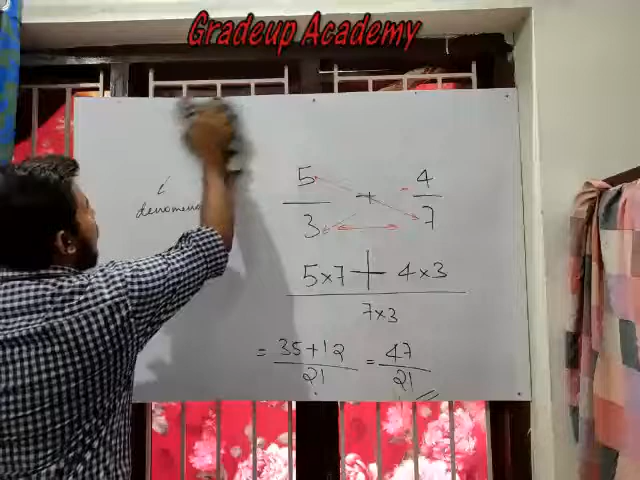 Gradeup Academy
5/3 + 4/7
5×7 + 4×3
7×3
= 35+12/21 = 47/21